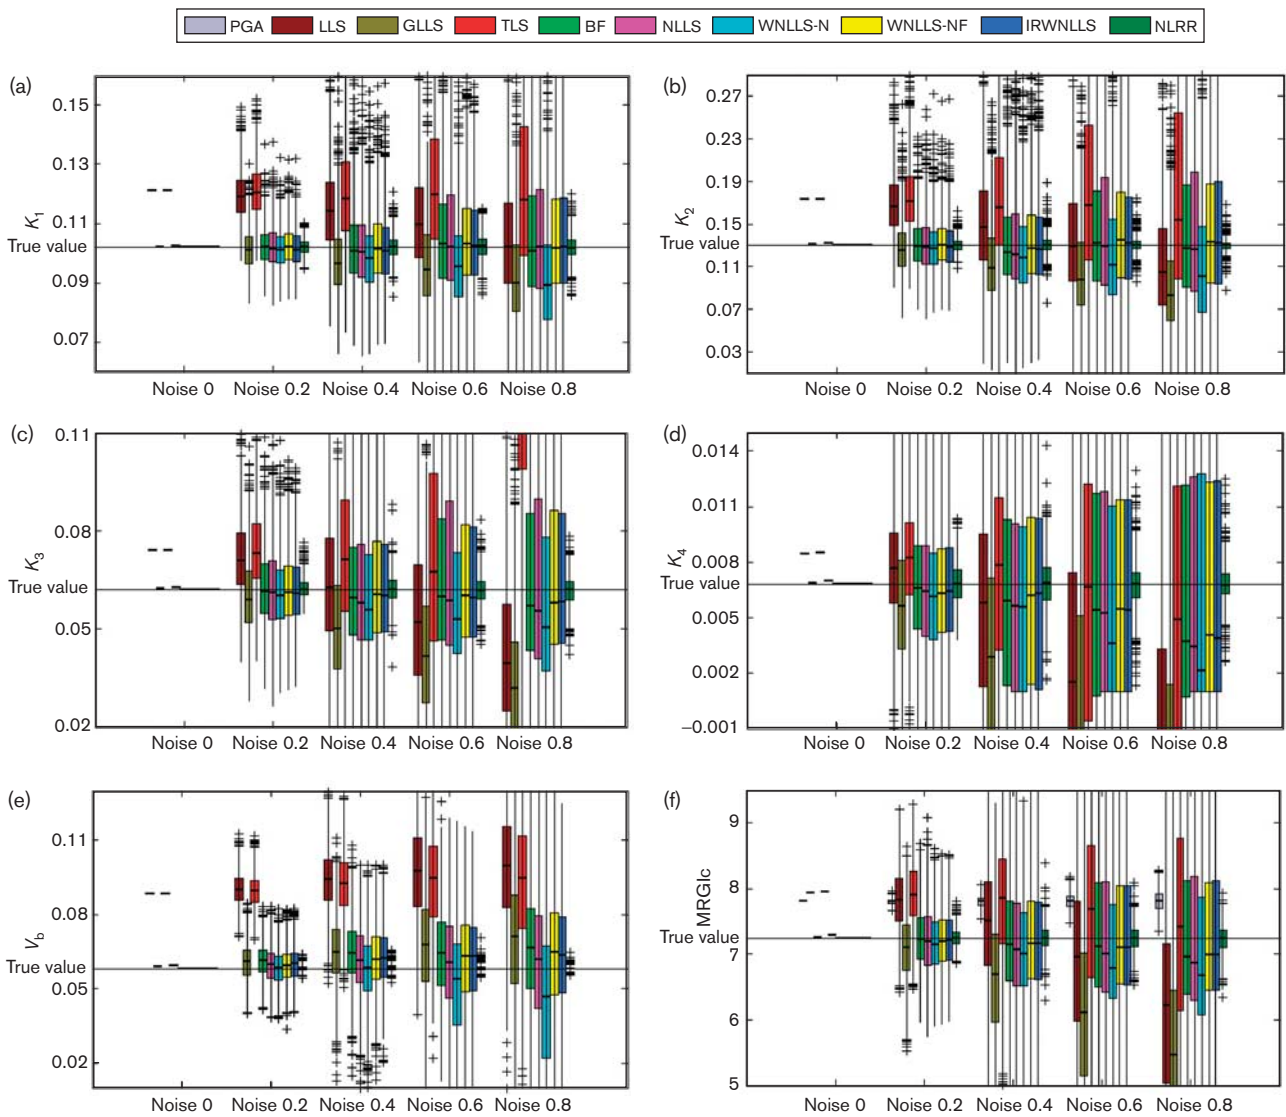 PGA LLS GLLS TLS BF NLLS WNLLS-N WNLLS-NF IRWNLLS NLRR
(a)
K1
0.15
0.13
0.11
True value
0.09
0.07
Noise 0 Noise 0.2 Noise 0.4 Noise 0.6 Noise 0.8
(b)
K2
0.27
0.23
0.19
0.15
True value
0.11
0.07
0.03
Noise 0 Noise 0.2 Noise 0.4 Noise 0.6 Noise 0.8
(c)
K3
0.11
0.08
True value
0.05
0.02
Noise 0 Noise 0.2 Noise 0.4 Noise 0.6 Noise 0.8
(d)
K4
0.014
0.011
0.008
True value
0.005
0.002
−0.001
Noise 0 Noise 0.2 Noise 0.4 Noise 0.6 Noise 0.8
(e)
Vb
0.11
0.08
True value
0.05
0.02
Noise 0 Noise 0.2 Noise 0.4 Noise 0.6 Noise 0.8
(f)
MRGlc
9
8
True value
7
6
5
Noise 0 Noise 0.2 Noise 0.4 Noise 0.6 Noise 0.8